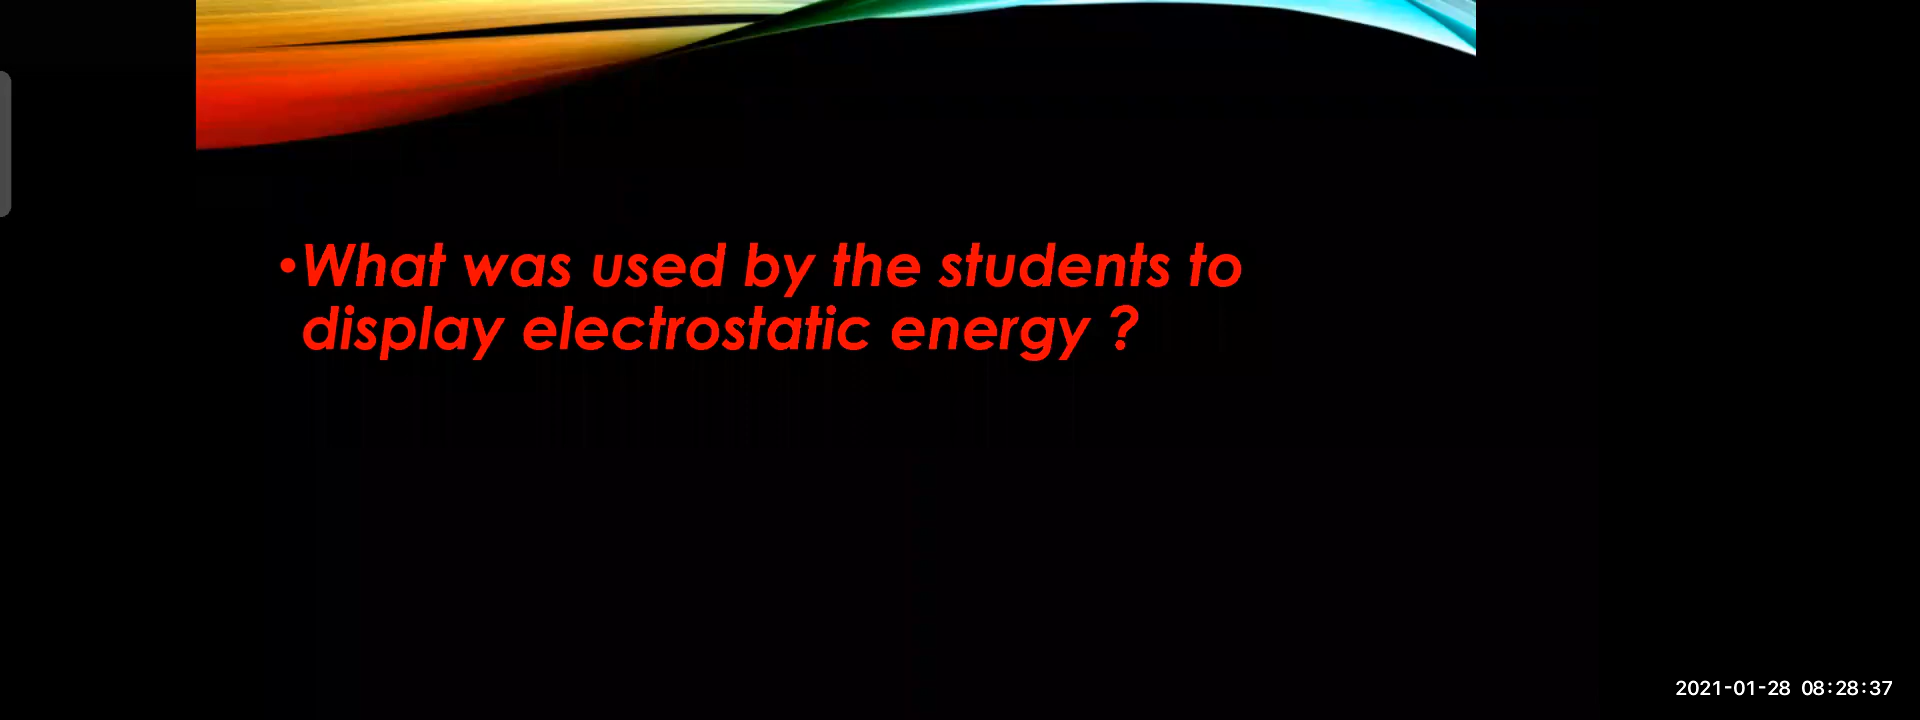 •What was used by the students to
display electrostatic energy ?
2021-01-28 08:28:37